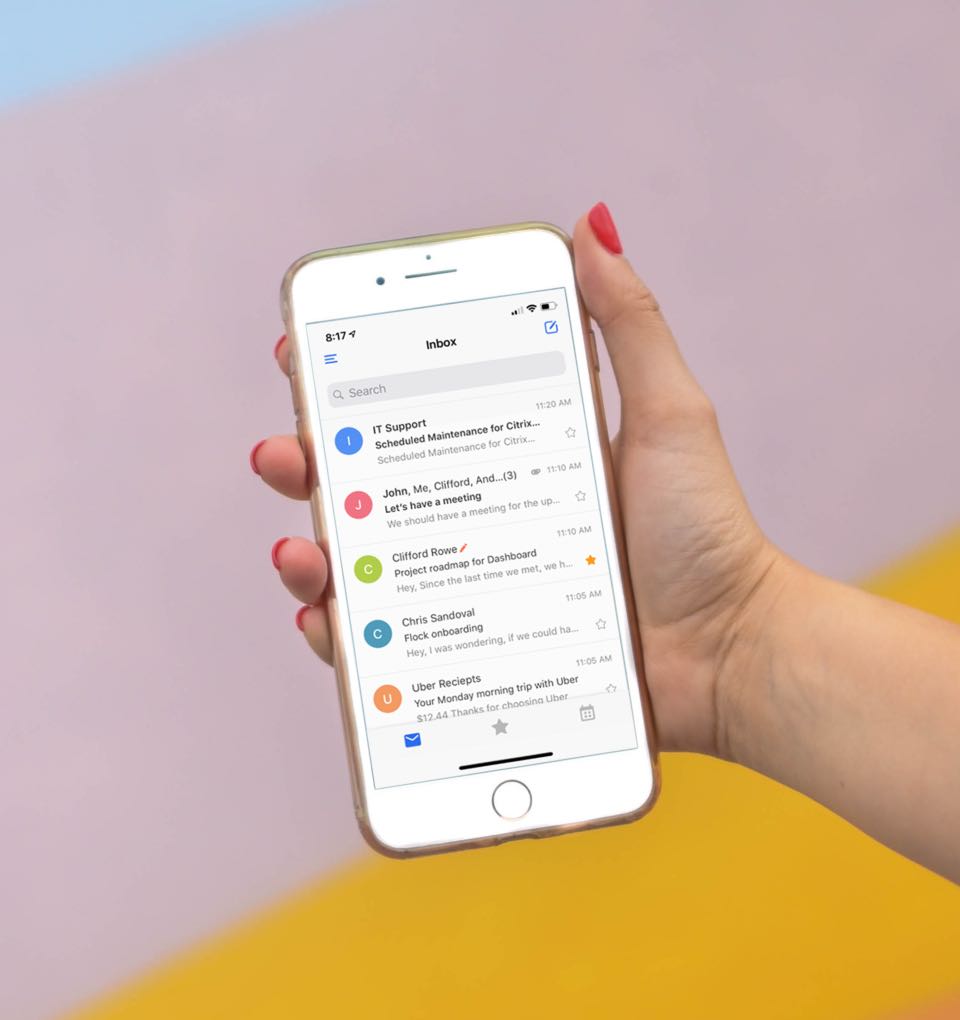 8:17
Inbox
Search
I
IT Support
11:20 AM
Scheduled Maintenance for Citrix...
Scheduled Maintenance for Citrix...
J
John, Me, Clifford, And...(3)
11:10 AM
Let's have a meeting
We should have a meeting for the up...
C
Clifford Rowe
11:10 AM
Project roadmap for Dashboard
Hey, Since the last time we met, we h...
C
Chris Sandoval
11:05 AM
Flock onboarding
Hey, I was wondering, if we could ha...
U
Uber Reciepts
11:05 AM
Your Monday morning trip with Uber
$12.44 Thanks for choosing Uber